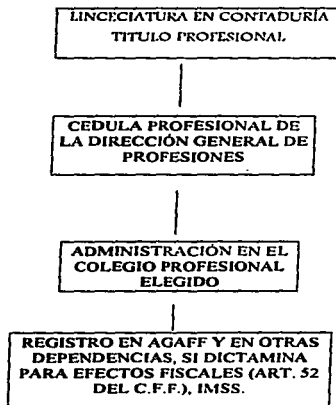 LINCECIATURA EN CONTADURÍA
TITULO PROFESIONAL
CEDULA PROFESIONAL DE
LA DIRECCIÓN GENERAL DE
PROFESIONES
ADMINISTRACIÓN EN EL
COLEGIO PROFESIONAL
ELEGIDO
REGISTRO EN AGAFF Y EN OTRAS
DEPENDENCIAS, SI DICTAMINA
PARA EFECTOS FISCALES (ART. 52
DEL C.F.F.), IMSS.